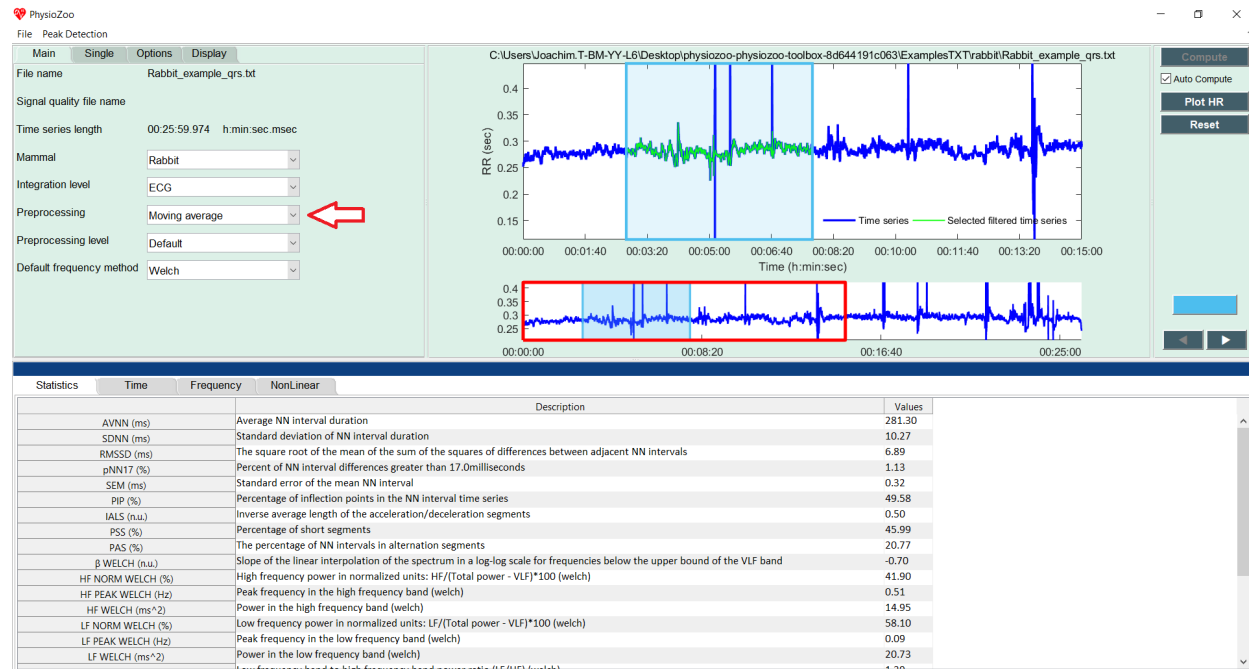 PhysioZoo
File Peak Detection
Main Single Options Display
File name Rabbit_example_qrs.txt
Signal quality file name
Time series length 00:25:59.974 h:min:sec.msec
Mammal Rabbit
Integration level ECG
Preprocessing Moving average
Preprocessing level Default
Default frequency method Welch
C:\Users\Joachim.T-BM-YY-L6\Desktop\physiozoo-physiozoo-toolbox-8d644191c063\ExamplesTXT\rabbit\Rabbit_example_qrs.txt
0.4
0.35
0.3
0.25
0.2
0.15
RR (sec)
Time series Selected filtered time series
00:00:00 00:01:40 00:03:20 00:05:00 00:06:40 00:08:20 00:10:00 00:11:40 00:13:20 00:15:00
Time (h:min:sec)
0.4
0.35
0.3
0.25
00:00:00 00:08:20 00:16:40 00:25:00
Compute
Auto Compute
Plot HR
Reset
Statistics Time Frequency NonLinear
Description Values
AVNN (ms) Average NN interval duration 281.30
SDNN (ms) Standard deviation of NN interval duration 10.27
RMSSD (ms) The square root of the mean of the sum of the squares of differences between adjacent NN intervals 6.89
pNN17 (%) Percent of NN interval differences greater than 17.0milliseconds 1.13
SEM (ms) Standard error of the mean NN interval 0.32
PIP (%) Percentage of inflection points in the NN interval time series 49.58
IALS (n.u.) Inverse average length of the acceleration/deceleration segments 0.50
PSS (%) Percentage of short segments 45.99
PAS (%) The percentage of NN intervals in alternation segments 20.77
β WELCH (n.u.) Slope of the linear interpolation of the spectrum in a log-log scale for frequencies below the upper bound of the VLF band -0.70
HF NORM WELCH (%) High frequency power in normalized units: HF/(Total power - VLF)*100 (welch) 41.90
HF PEAK WELCH (Hz) Peak frequency in the high frequency band (welch) 0.51
HF WELCH (ms^2) Power in the high frequency band (welch) 14.95
LF NORM WELCH (%) Low frequency power in normalized units: LF/(Total power - VLF)*100 (welch) 58.10
LF PEAK WELCH (Hz) Peak frequency in the low frequency band (welch) 0.09
LF WELCH (ms^2) Power in the low frequency band (welch) 20.73
Low frequency band to high frequency band power ratio (LF/HF) (welch) 1.39